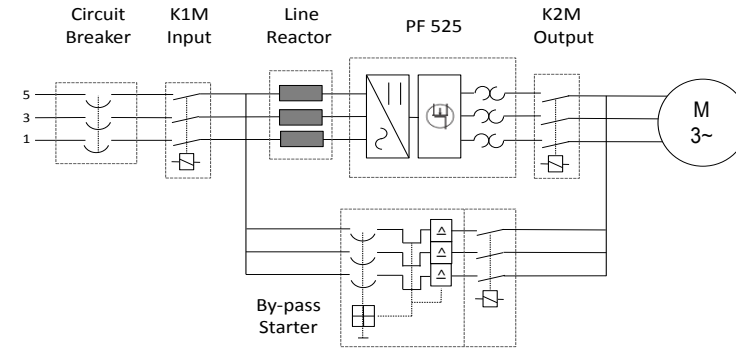 Circuit
Breaker
K1M
Input
Line
Reactor
PF 525
K2M
Output
5
3
1
M
3~
By-pass
Starter